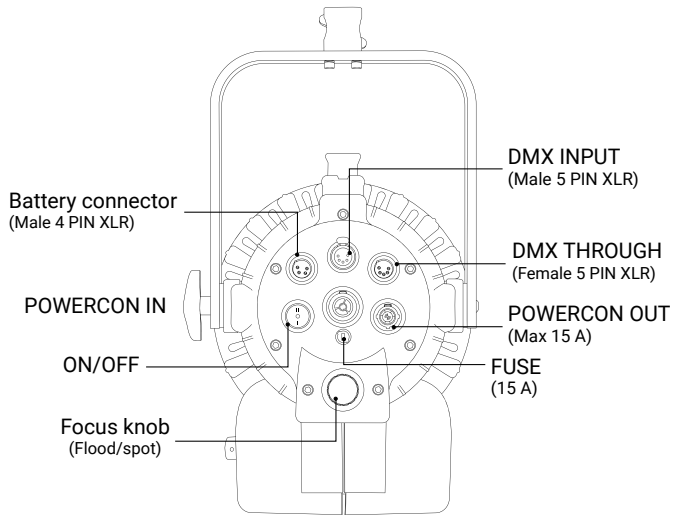 DMX INPUT
(Male 5 PIN XLR)
Battery connector
(Male 4 PIN XLR)
DMX THROUGH
(Female 5 PIN XLR)
POWERCON IN
POWERCON OUT
(Max 15 A)
ON/OFF
FUSE
(15 A)
Focus knob
(Flood/spot)
II
I